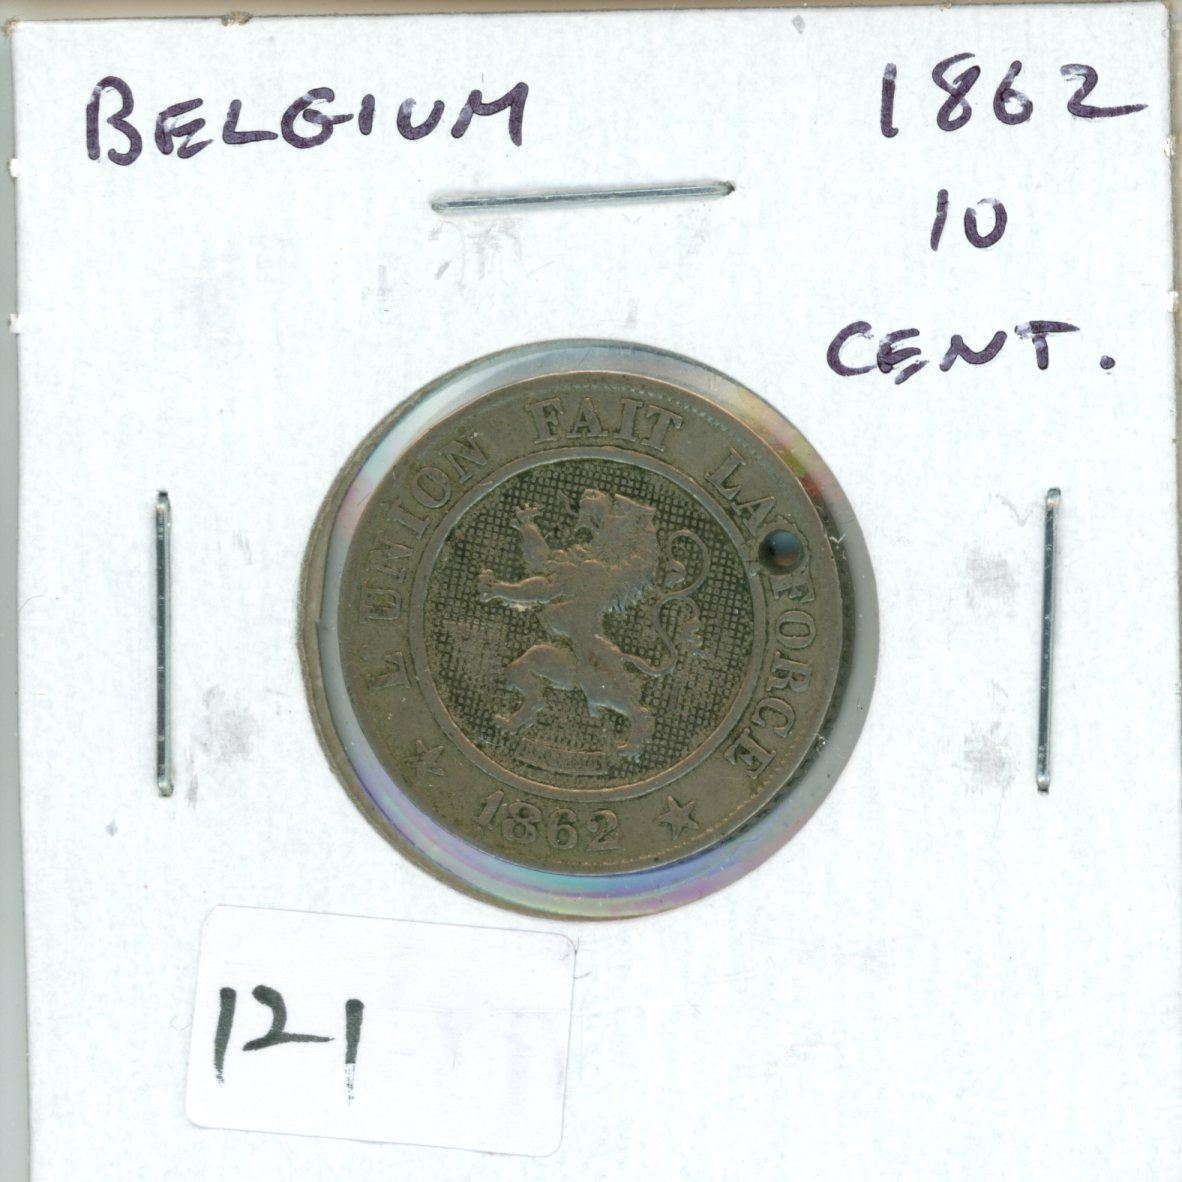 BELGIUM 1862
10
CENT.
L'UNION FAIT LA FORCE
1862
121